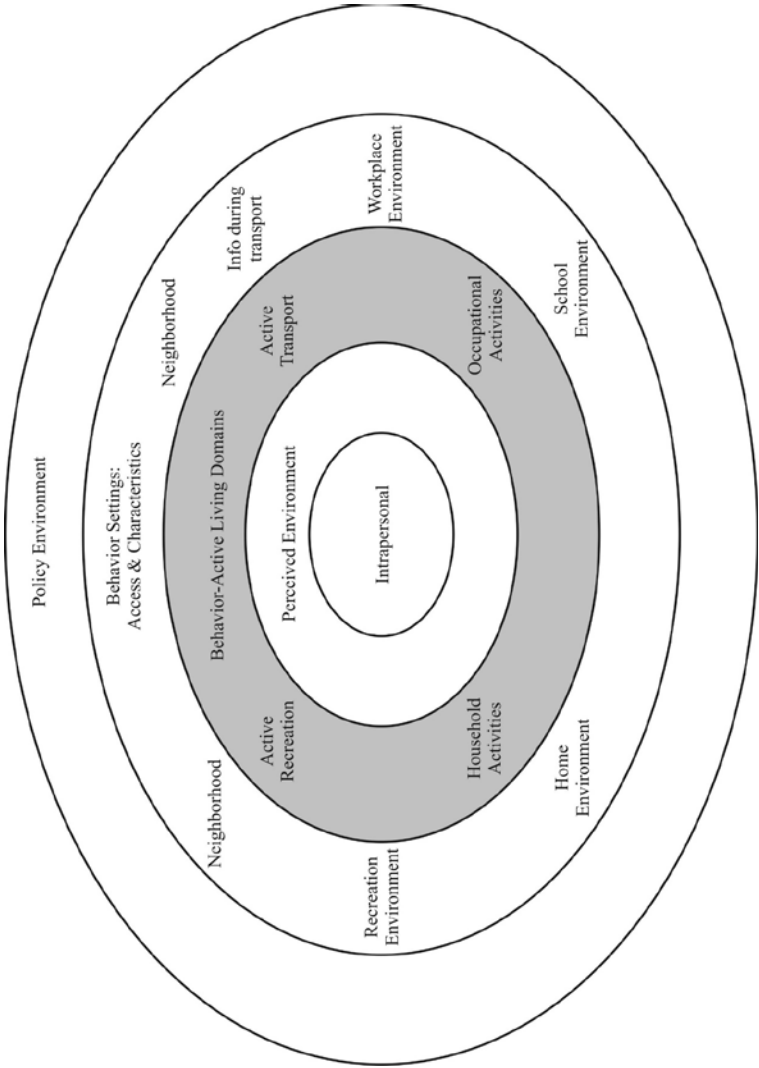 Policy Environment
Behavior Settings:
Access & Characteristics
Neighborhood
Neighborhood
Info during
transport
Behavior-Active Living Domains
Active
Recreation
Active
Transport
Perceived Environment
Intrapersonal
Recreation
Environment
Workplace
Environment
Household
Activities
Occupational
Activities
Home
Environment
School
Environment